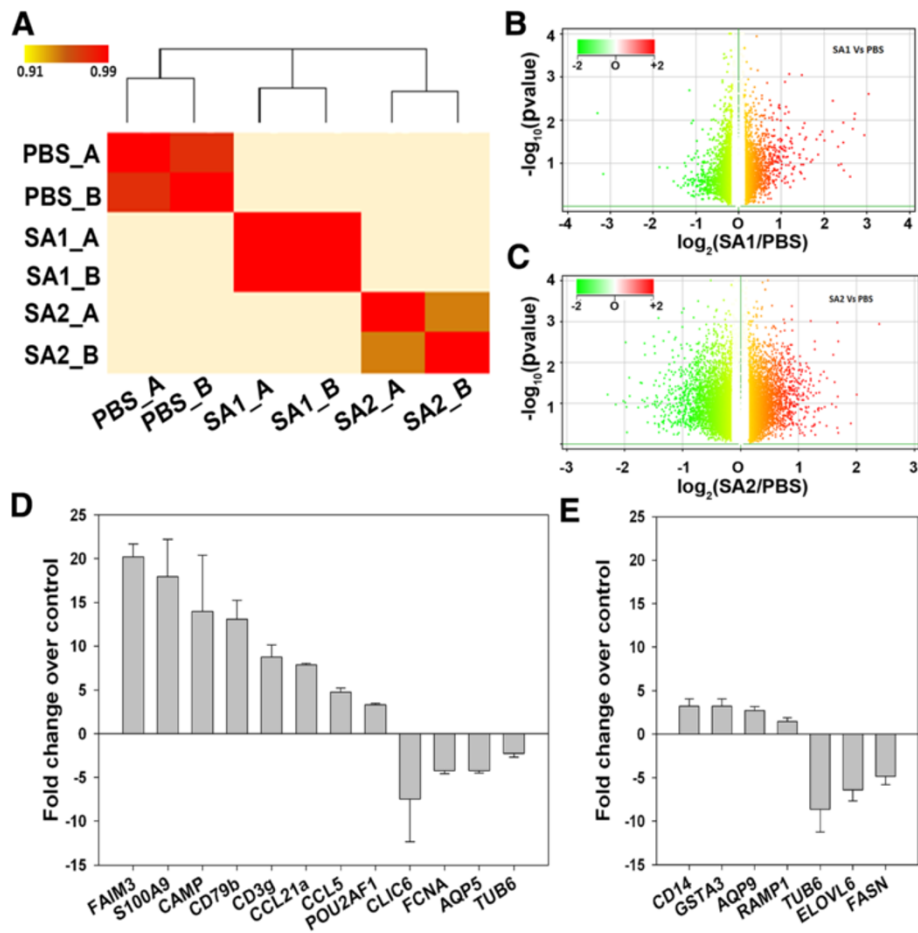 A
0.91 0.99
PBS_A
PBS_B
SA1_A
SA1_B
SA2_A
SA2_B
PBS_A PBS_B SA1_A SA1_B SA2_A SA2_B
B
4
3
2
1
-log10(pvalue)
-2 O +2
SA1 Vs PBS
-4 -3 -2 -1 O 1 2 3 4
log2(SA1/PBS)
C
4
3
2
1
-log10(pvalue)
-2 O +2
SA2 Vs PBS
-3 -2 -1 O 1 2 3
log2(SA2/PBS)
D
Fold change over control
25
20
15
10
5
0
-5
-10
-15
FAIM3 S100A9 CAMP CD79b CD3g CCL21a CCL5 POU2AF1 CLIC6 FCNA AQP5 TUB6
E
Fold change over control
25
20
15
10
5
0
-5
-10
-15
CD14 GSTA3 AQP9 RAMP1 TUB6 ELOVL6 FASN